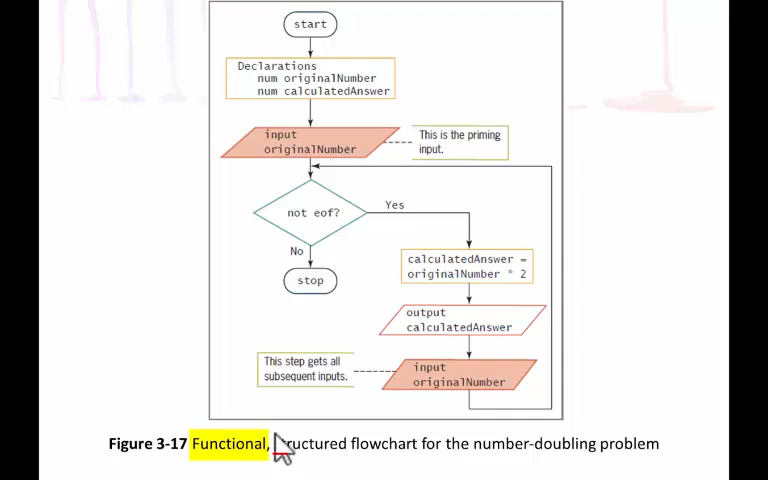 start
Declarations
num originalNumber
num calculatedAnswer
input
originalNumber
This is the priming
input.
not eof?
Yes
No
stop
calculatedAnswer =
originalNumber * 2
output
calculatedAnswer
This step gets all
subsequent inputs.
input
originalNumber
Figure 3-17 Functional, structured flowchart for the number-doubling problem